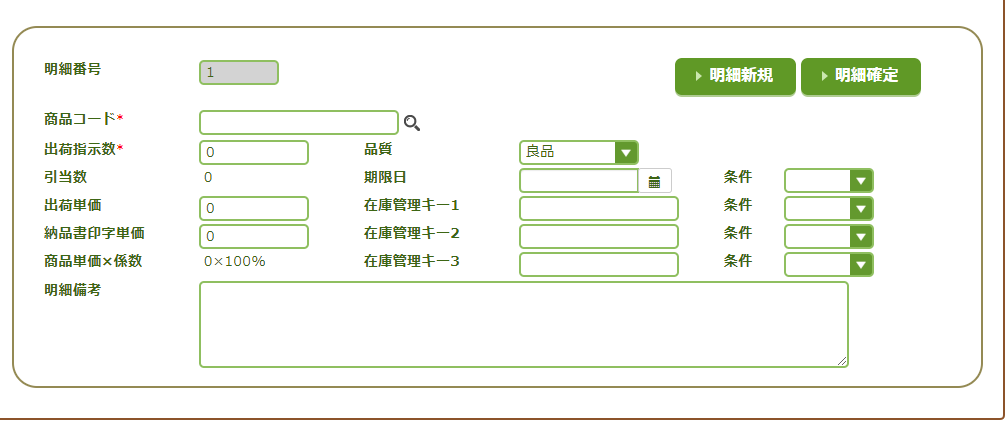 明細番号 1 明細新規 明細確定
商品コード*
出荷指示数* 0 品質 良品
引当数 0 期限日 条件
出荷単価 0 在庫管理キー1 条件
納品書印字単価 0 在庫管理キー2 条件
商品単価×係数 0×100% 在庫管理キー3 条件
明細備考